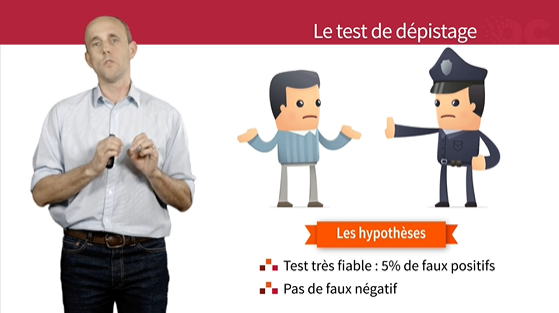 Le test de dépistage
Les hypothèses
Test très fiable : 5% de faux positifs
Pas de faux négatif